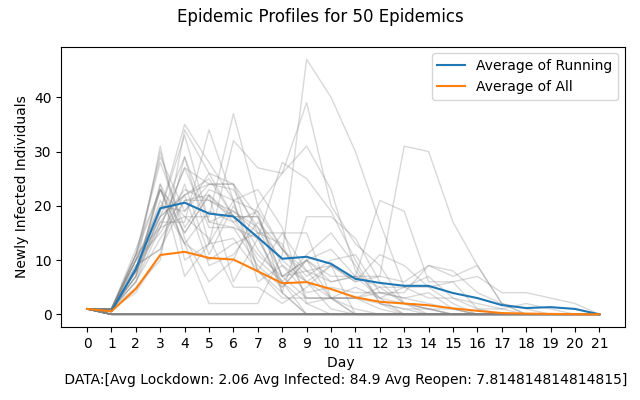 Epidemic Profiles for 50 Epidemics
Average of Running
Average of All
Newly Infected Individuals
40
30
20
10
0
0 1 2 3 4 5 6 7 8 9 10 11 12 13 14 15 16 17 18 19 20 21
Day
DATA:[Avg Lockdown: 2.06 Avg Infected: 84.9 Avg Reopen: 7.814814814814815]